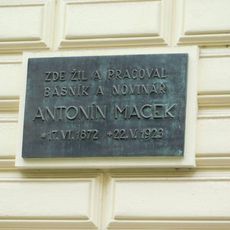 ZDE ŽIL A PRACOVAL
BÁSNÍK A NOVINÁŘ
ANTONÍN MACEK
*17.VI.1872 +22.V.1923